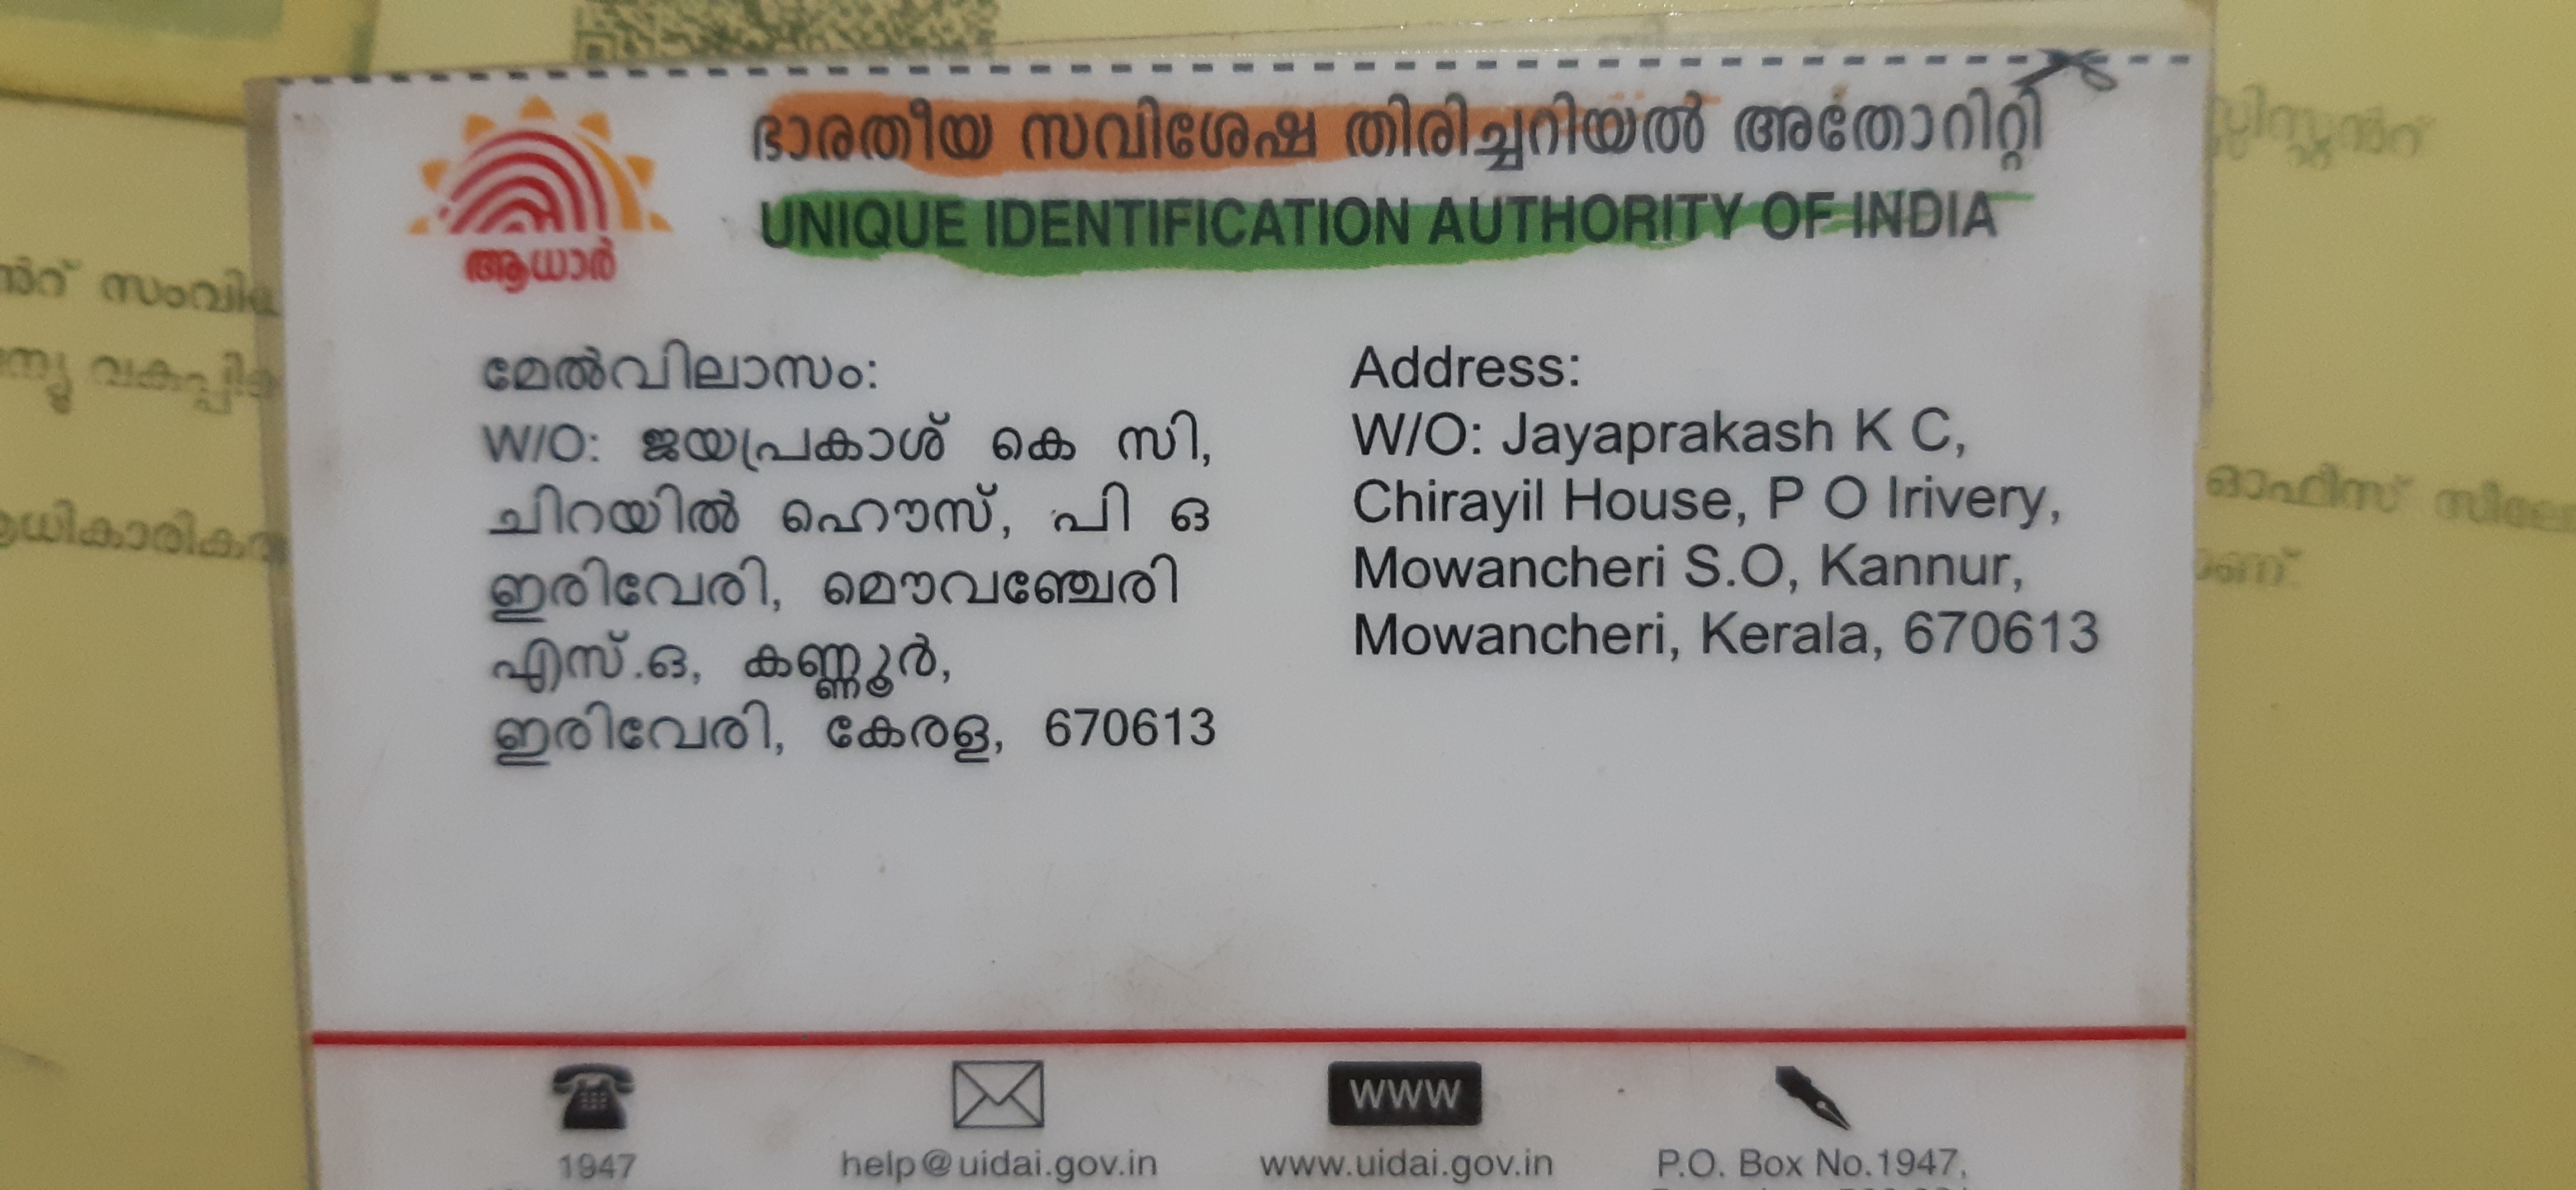 ഭാരതീയ സവിശേഷ തിരിച്ചറിയൽ അതോറിറ്റി
UNIQUE IDENTIFICATION AUTHORITY OF INDIA
ആധാർ
മേൽവിലാസം:
W/O: ജയപ്രകാശ് കെ സി,
ചിറയിൽ ഹൌസ്, പി ഒ
ഇരിവേരി, മൌവഞ്ചേരി
എസ്.ഒ, കണ്ണൂർ,
ഇരിവേരി, കേരള, 670613
Address:
W/O: Jayaprakash K C,
Chirayil House, P O Irivery,
Mowancheri S.O, Kannur,
Mowancheri, Kerala, 670613
WWW
1947
help@uidai.gov.in
www.uidai.gov.in
P.O. Box No.1947,